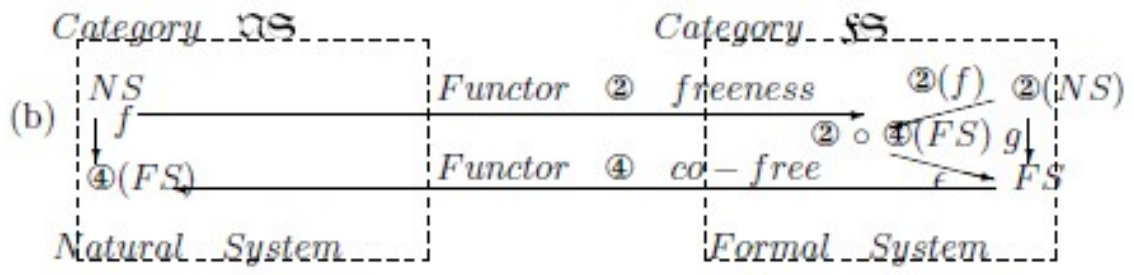 Category 𝔑𝔖 Category 𝔉𝔖
NS Functor ② freeness ②(f) ②(NS)
(b) f ② ∘ ④(FS) g
④(FS) Functor ④ co − free ϵ FS
Natural System Formal System